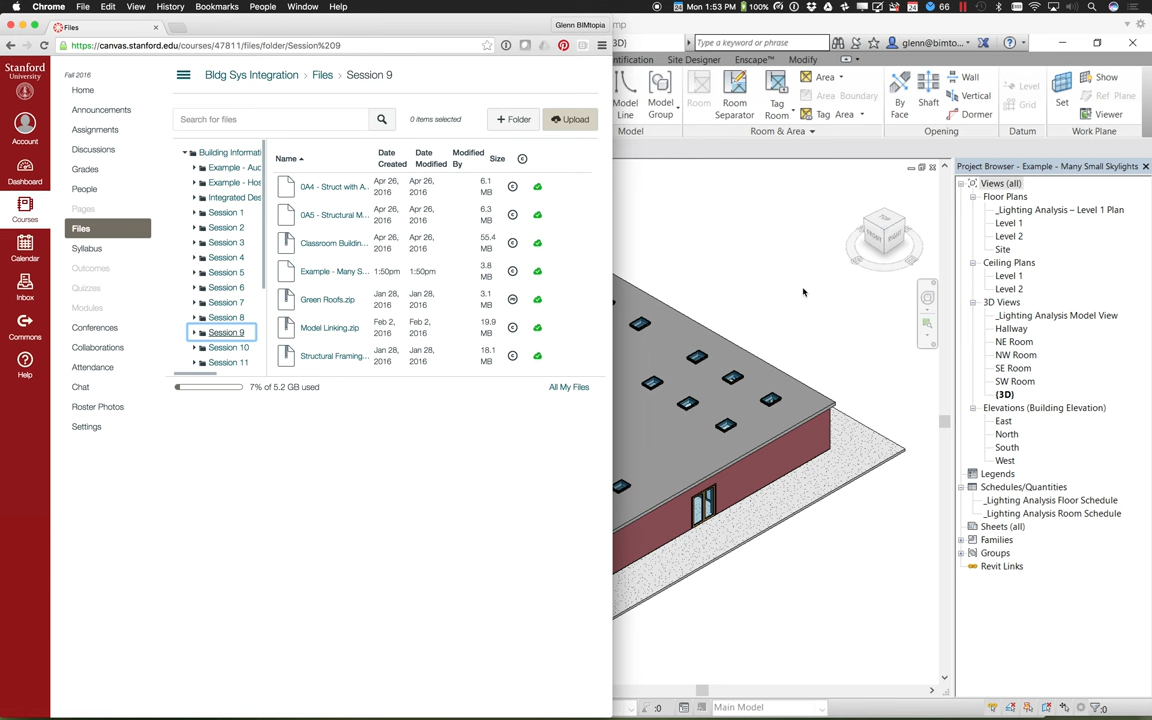 Chrome File Edit View History Bookmarks People Window Help
Mon 1:53 PM 100% 24 66
Files
Glenn BIMtopia
https://canvas.stanford.edu/courses/47811/files/folder/Session%209
Stanford
University
Account
Dashboard
Courses
Calendar
Inbox
Commons
Help
Fall 2016
Home
Announcements
Assignments
Discussions
Grades
People
Pages
Files
Syllabus
Outcomes
Quizzes
Modules
Conferences
Collaborations
Attendance
Chat
Roster Photos
Settings
Bldg Sys Integration > Files > Session 9
Search for files
0 items selected
+ Folder
Upload
Building Informati
Example - Auc
Example - Hos
Integrated Des
Session 1
Session 2
Session 3
Session 4
Session 5
Session 6
Session 7
Session 8
Session 9
Session 10
Session 11
Name
Date Created
Date Modified
Modified By
Size
0A4 - Struct with A... Apr 26, 2016 Apr 26, 2016 6.1 MB
0A5 - Structural M... Apr 26, 2016 Apr 26, 2016 6.3 MB
Classroom Buildin... Apr 26, 2016 Apr 26, 2016 55.4 MB
Example - Many S... 1:50pm 1:50pm 3.8 MB
Green Roofs.zip Jan 28, 2016 Jan 28, 2016 3.1 MB
Model Linking.zip Feb 2, 2016 Feb 2, 2016 19.9 MB
Structural Framing... Jan 28, 2016 Jan 28, 2016 18.1 MB
7% of 5.2 GB used
All My Files
mp
3D)
Type a keyword or phrase
glenn@bimto...
ntification Site Designer Enscape™ Modify
Model Line
Model Group
Model
Room
Room Separator
Tag Room
Area
Area Boundary
Tag Area
Room & Area
By Face
Shaft
Wall
Vertical
Dormer
Opening
Level
Grid
Datum
Set
Show
Ref Plane
Viewer
Work Plane
TOP
FRONT
RIGHT
Project Browser - Example - Many Small Skylights
Views (all)
Floor Plans
_Lighting Analysis – Level 1 Plan
Level 1
Level 2
Site
Ceiling Plans
Level 1
Level 2
3D Views
_Lighting Analysis Model View
Hallway
NE Room
NW Room
SE Room
SW Room
(3D)
Elevations (Building Elevation)
East
North
South
West
Legends
Schedules/Quantities
_Lighting Analysis Floor Schedule
_Lighting Analysis Room Schedule
Sheets (all)
Families
Groups
Revit Links
:0
Main Model
:0